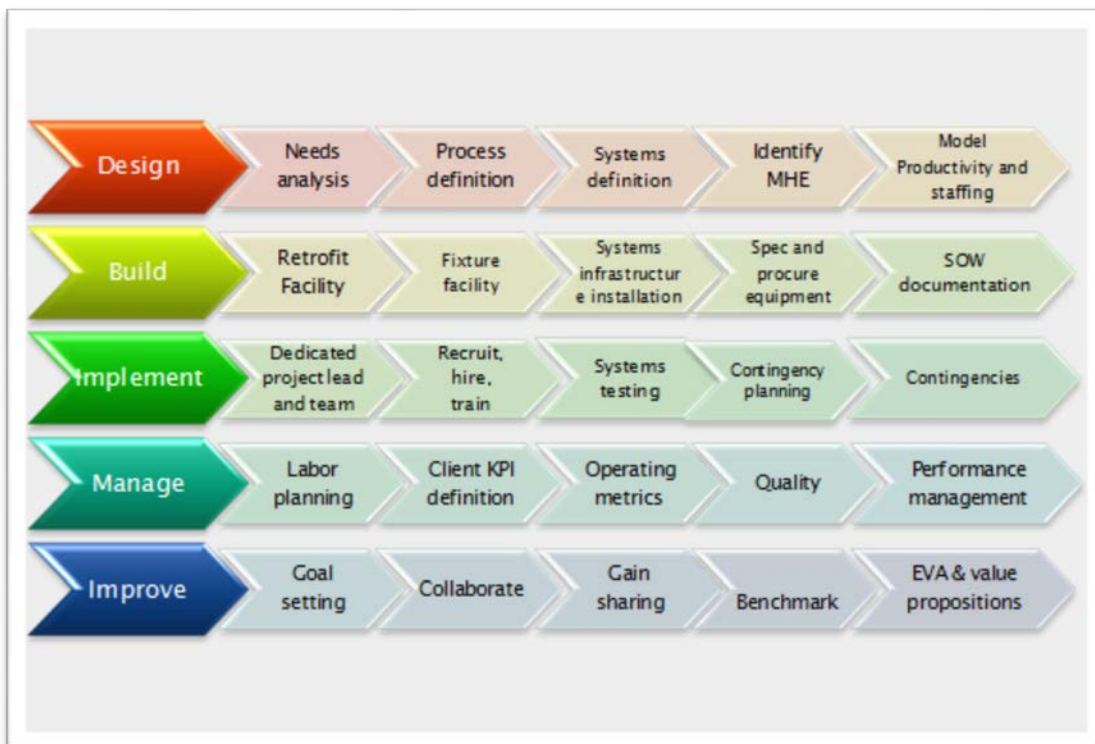 Design
Needs
analysis
Process
definition
Systems
definition
Identify
MHE
Model
Productivity and
staffing
Build
Retrofit
Facility
Fixture
facility
Systems
infrastructur
e installation
Spec and
procure
equipment
SOW
documentation
Implement
Dedicated
project lead
and team
Recruit,
hire,
train
Systems
testing
Contingency
planning
Contingencies
Manage
Labor
planning
Client KPI
definition
Operating
metrics
Quality
Performance
management
Improve
Goal
setting
Collaborate
Gain
sharing
Benchmark
EVA & value
propositions